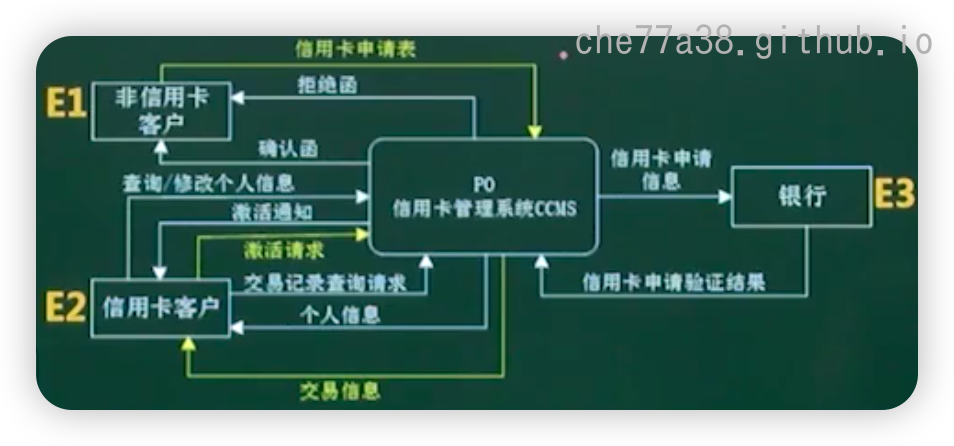 che77a38.github.io
信用卡申请表
拒绝函
E1
非信用卡
客户
确认函
查询/修改个人信息
激活通知
激活请求
P0
信用卡管理系统CCMS
信用卡申请
信息
银行
E3
E2
信用卡客户
交易记录查询请求
信用卡申请验证结果
个人信息
交易信息